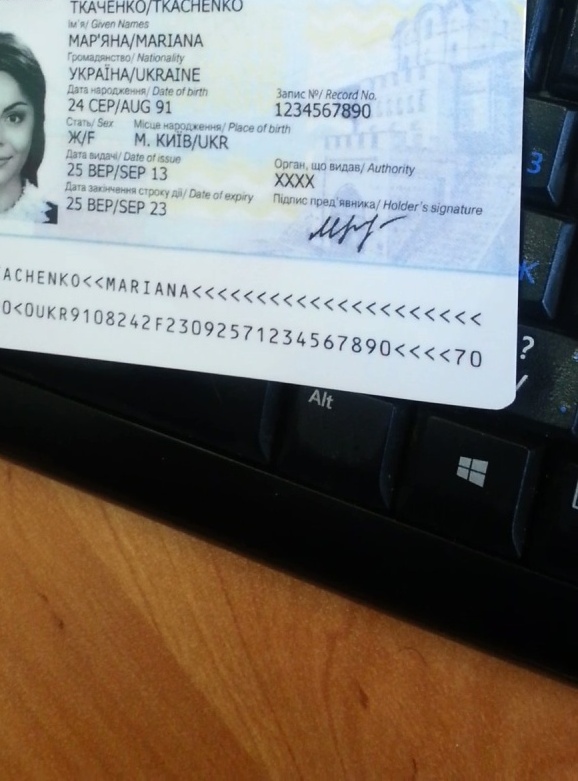 ТКАЧЕНКО/TKACHENKO
Ім'я/ Given Names
МАР'ЯНА/MARIANA
Громадянство/ Nationality
УКРАЇНА/UKRAINE
Дата народження/ Date of birth
Запис №/ Record No.
24 СЕР/AUG 91
1234567890
Стать/ Sex
Місце народження/ Place of birth
Ж/F
М. КИЇВ/UKR
Дата видачі/ Date of issue
Орган, що видав/ Authority
25 ВЕР/SEP 13
XXXX
Дата закінчення строку дії/ Date of expiry
Підпис пред'явника/ Holder's signature
25 ВЕР/SEP 23
ACHENKO<<MARIANA<<<<<<<<<<<<<<<<<<<<<<
0<0UKR9108242F23092571234567890<<<<70
З
К
?
/
Alt